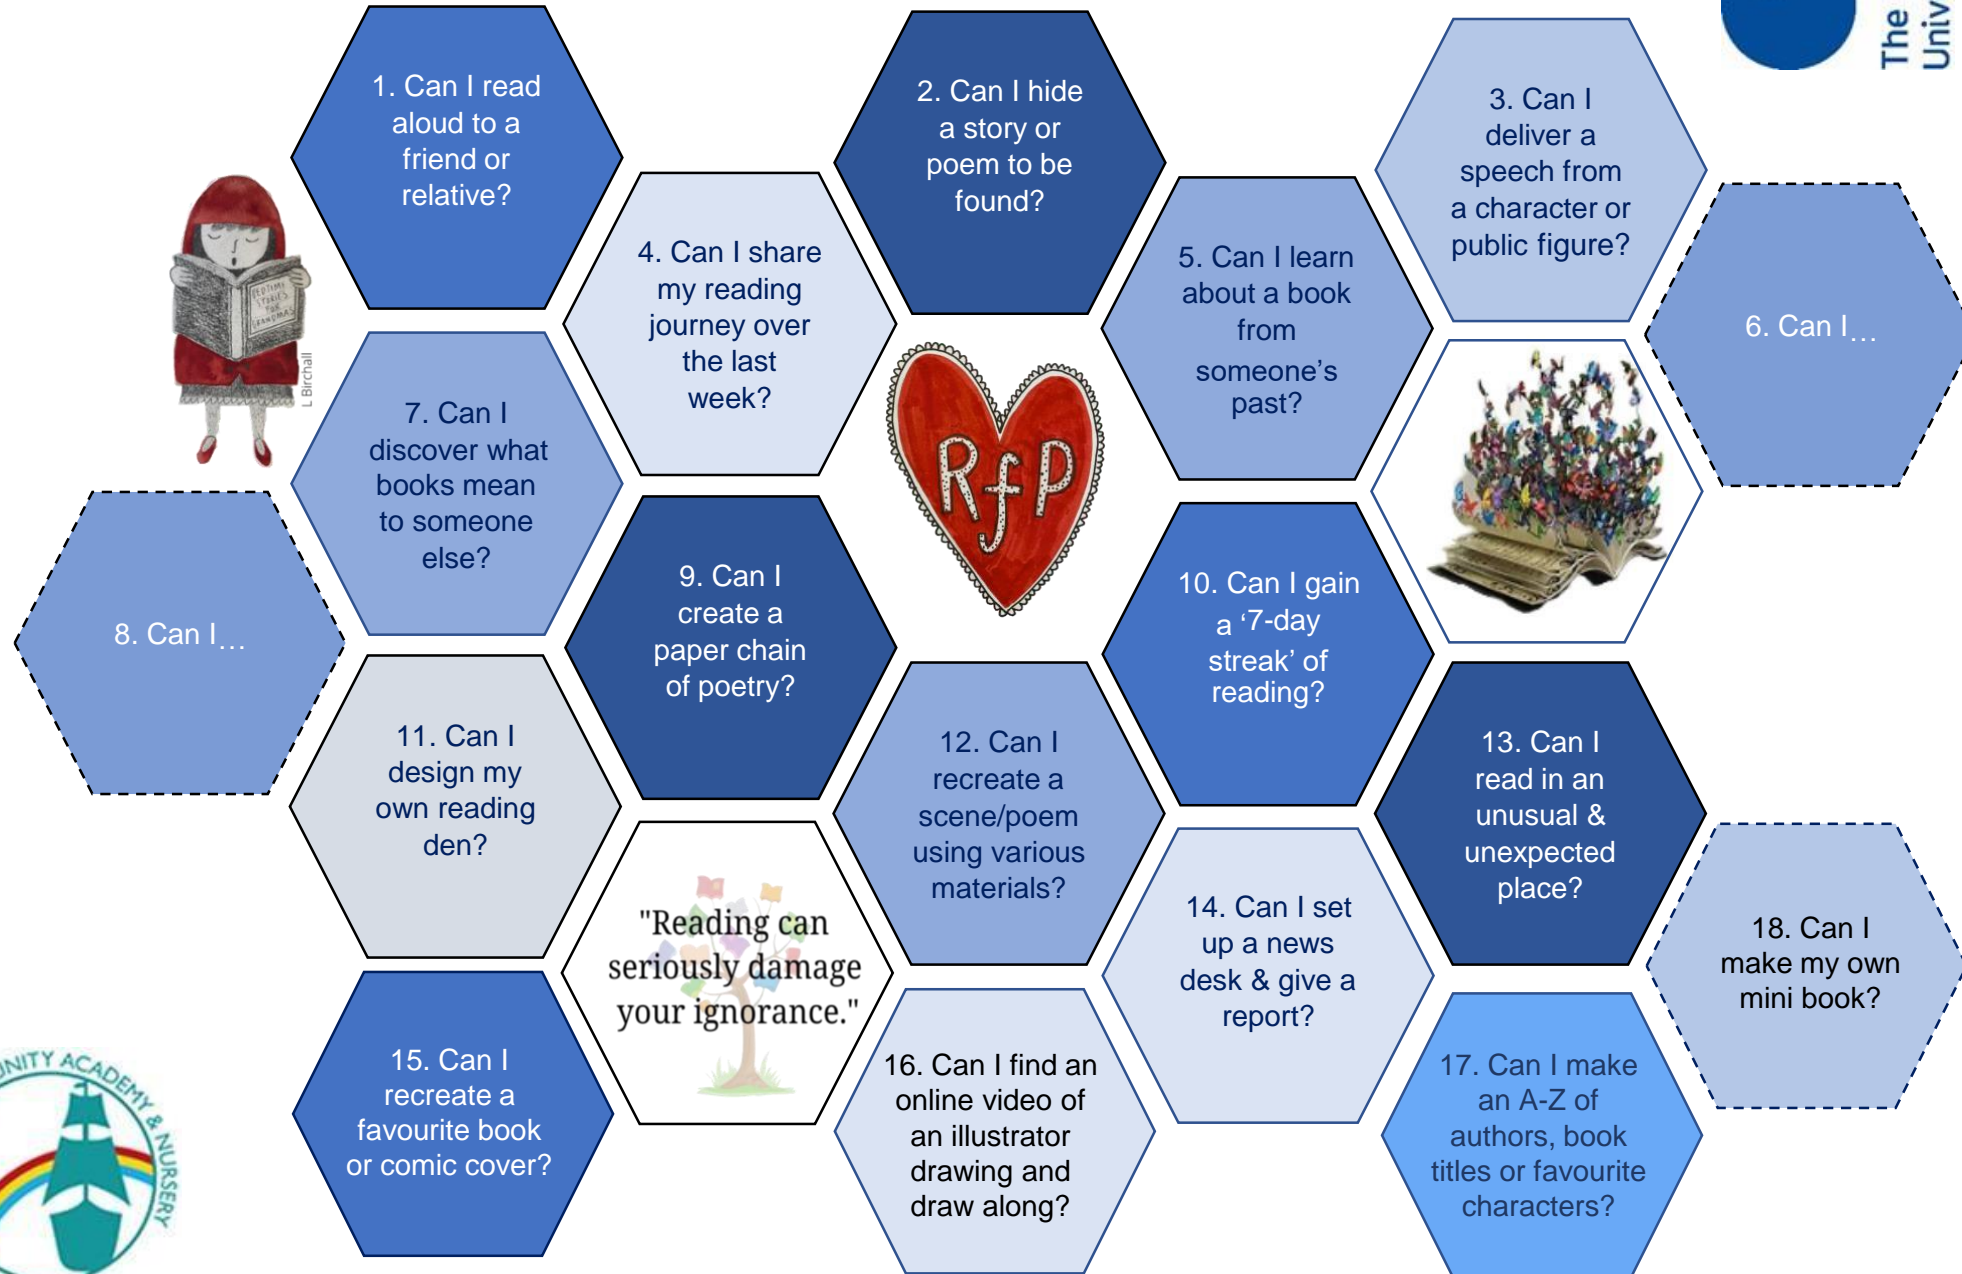 The
Univ
1. Can I read
aloud to a
friend or
relative?
2. Can I hide
a story or
poem to be
found?
3. Can I
deliver a
speech from
a character or
public figure?
4. Can I share
my reading
journey over
the last
week?
5. Can I learn
about a book
from
someone’s
past?
6. Can I…
BEDTIME
STORIES
FOR
GRANDMAS
L Birchall
7. Can I
discover what
books mean
to someone
else?
RfP
8. Can I…
9. Can I
create a
paper chain
of poetry?
10. Can I gain
a ‘7-day
streak’ of
reading?
11. Can I
design my
own reading
den?
12. Can I
recreate a
scene/poem
using various
materials?
13. Can I
read in an
unusual &
unexpected
place?
"Reading can
seriously damage
your ignorance."
14. Can I set
up a news
desk & give a
report?
18. Can I
make my own
mini book?
15. Can I
recreate a
favourite book
or comic cover?
16. Can I find an
online video of
an illustrator
drawing and
draw along?
17. Can I make
an A-Z of
authors, book
titles or favourite
characters?
UNITY ACADEMY & NURSERY